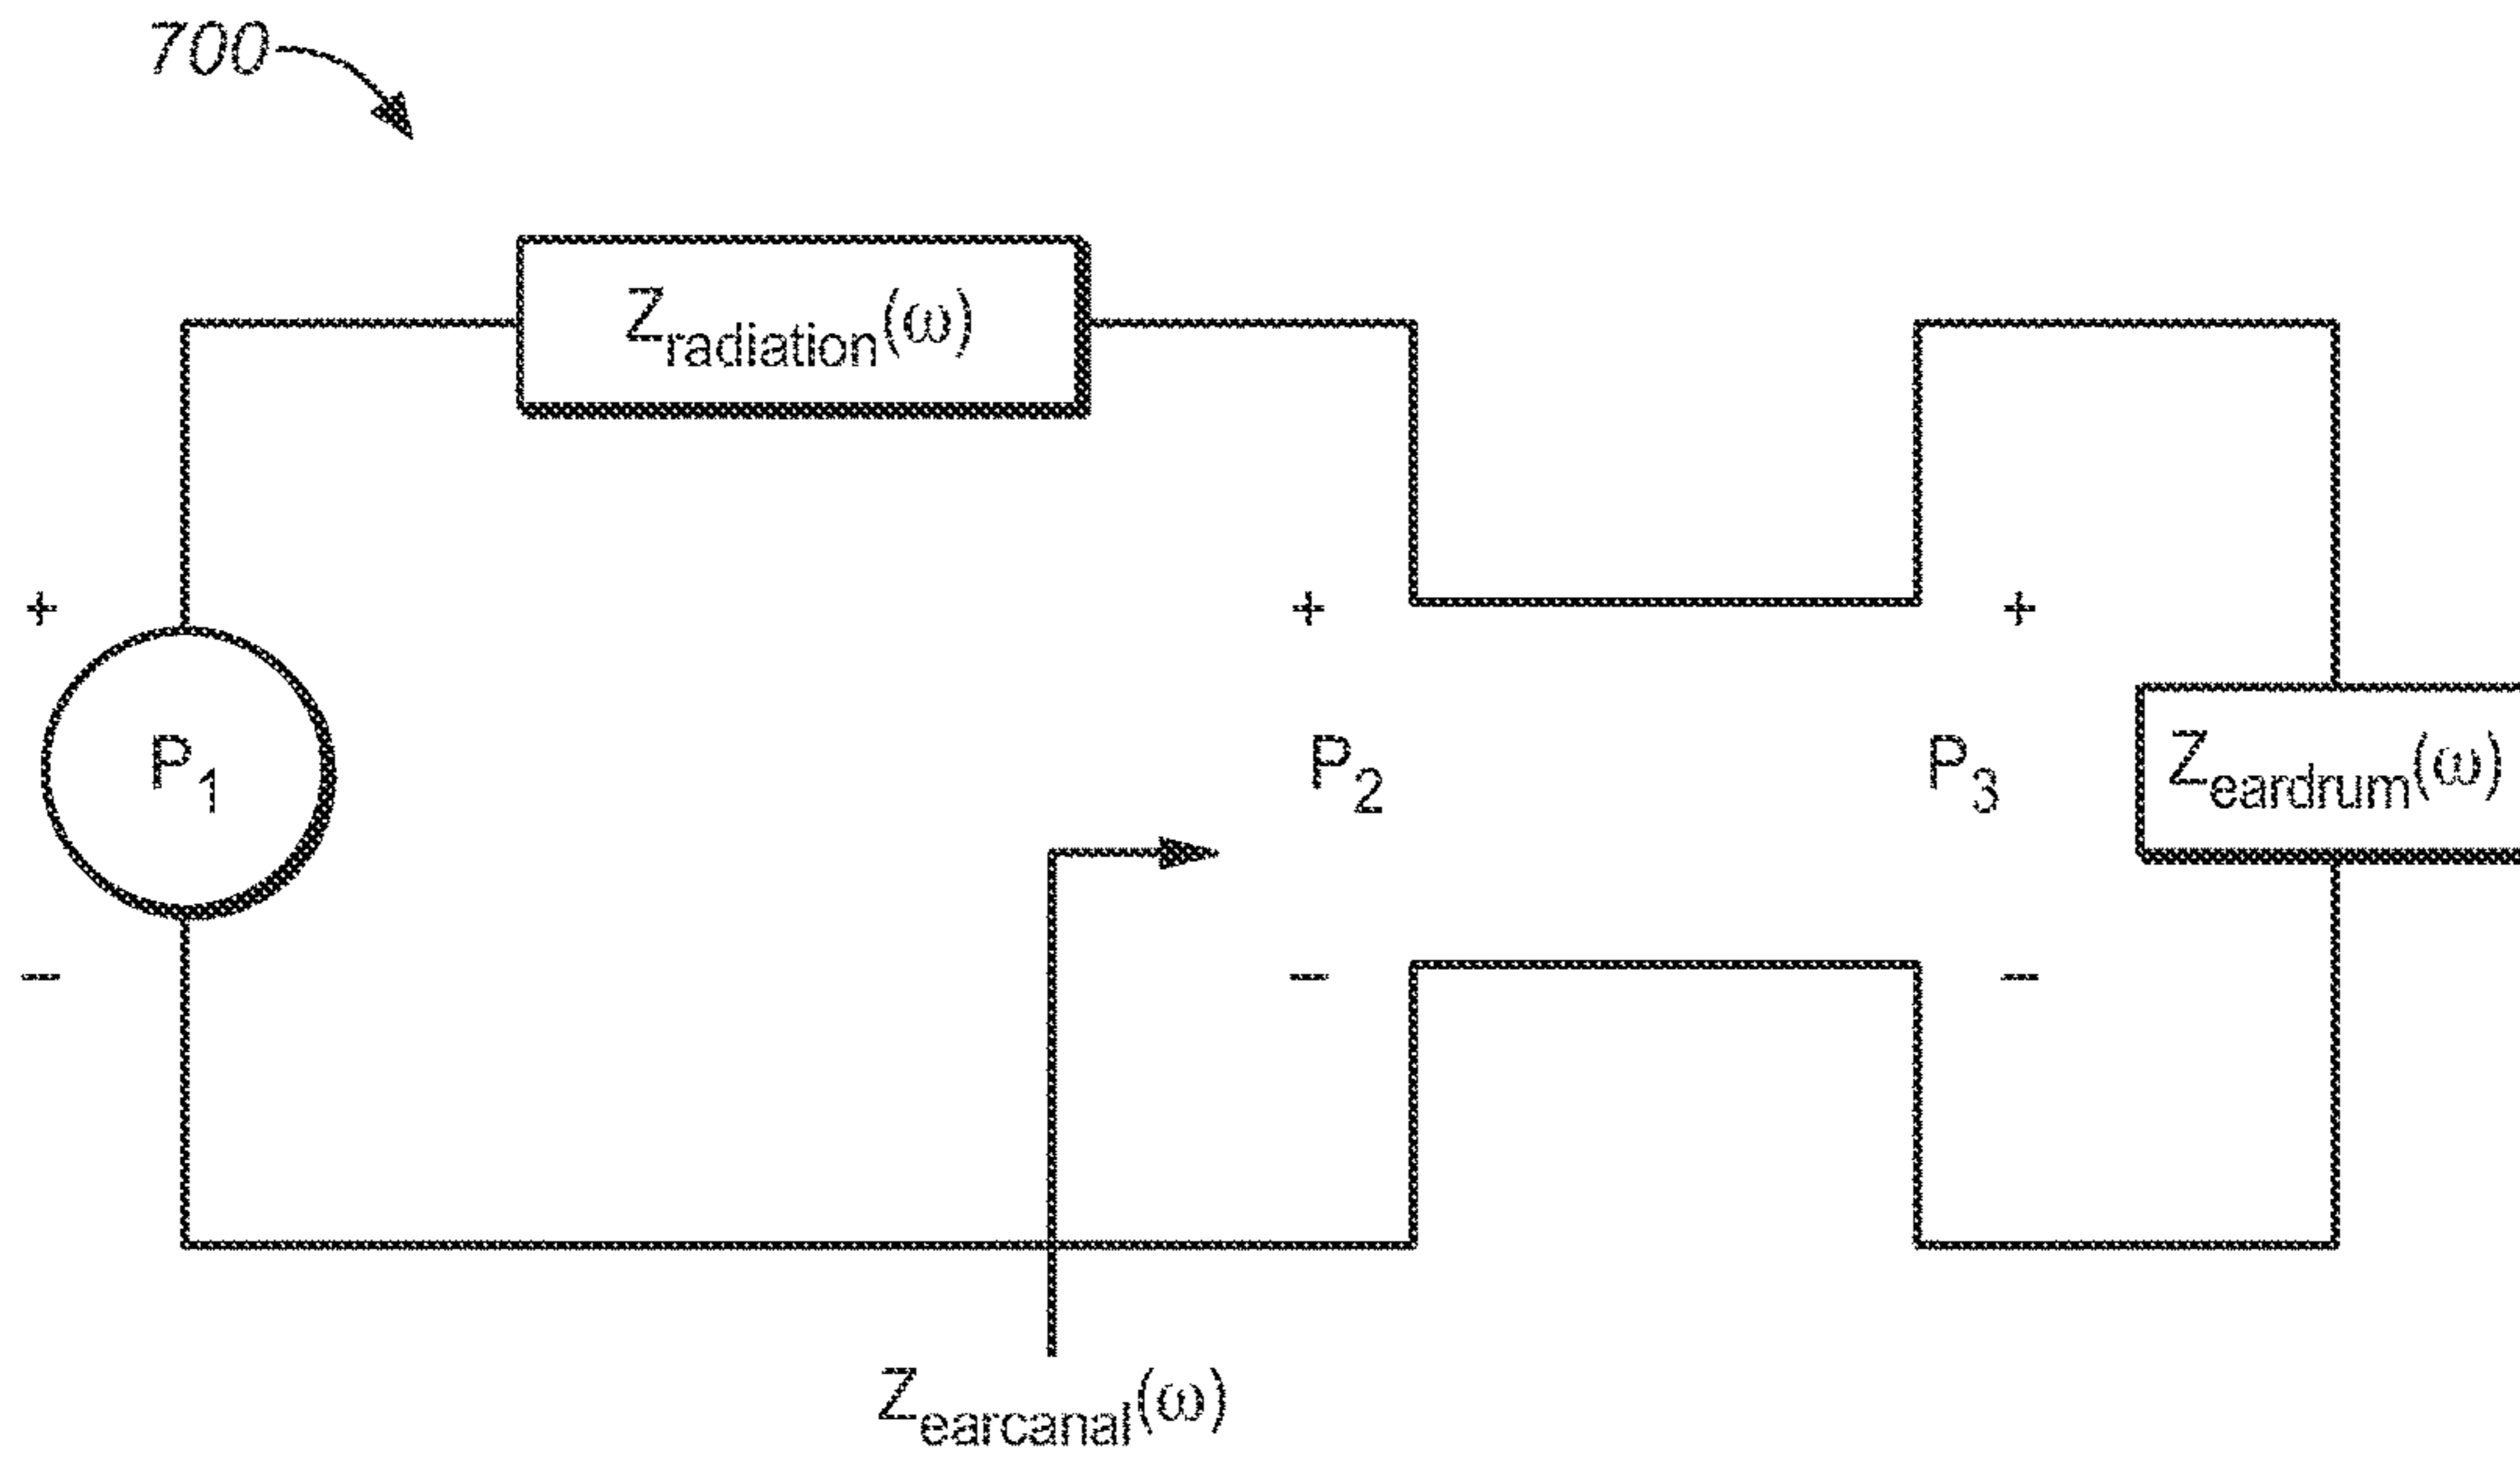 700
Zradiation(ω)
+ + +
P1 P2 P3 Zeardrum(ω)
− − −
Zearcanal(ω)